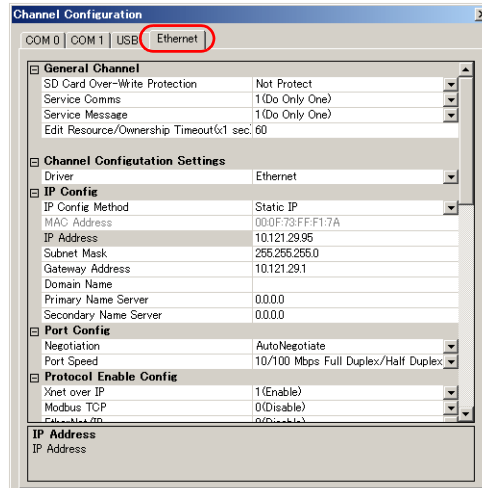 Channel Configuration
COM 0 COM 1 USB Ethernet
General Channel
SD Card Over-Write Protection Not Protect
Service Comms 1(Do Only One)
Service Message 1(Do Only One)
Edit Resource/Ownership Timeout(x1 sec. 60
Channel Configutation Settings
Driver Ethernet
IP Config
IP Config Method Static IP
MAC Address 00:0F:73:FF:F1:7A
IP Address 10.121.29.95
Subnet Mask 255.255.255.0
Gateway Address 10.121.29.1
Domain Name
Primary Name Server 0.0.0.0
Secondary Name Server 0.0.0.0
Port Config
Negotiation AutoNegotiate
Port Speed 10/100 Mbps Full Duplex/Half Duplex
Protocol Enable Config
Xnet over IP 1(Enable)
Modbus TCP 0(Disable)
EtherNet/IP 0(Disable)
IP Address
IP Address